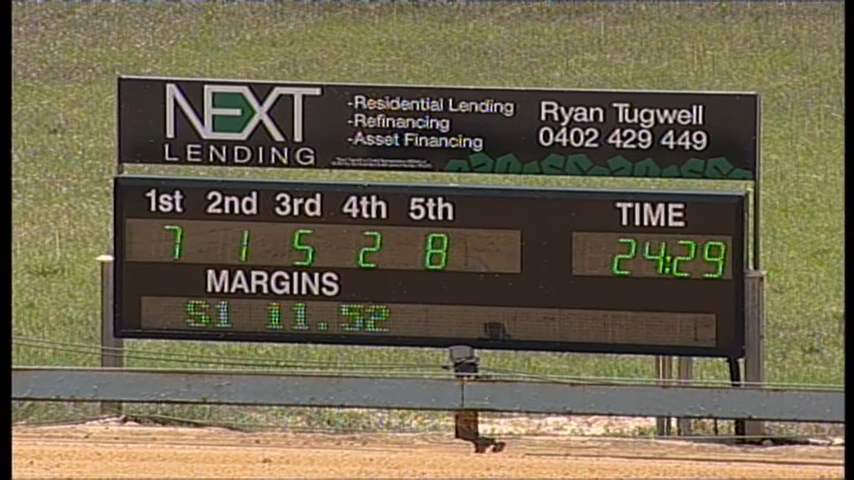 NEXT
LENDING
-Residential Lending
-Refinancing
-Asset Financing
Ryan Tugwell
0402 429 449
1st 2nd 3rd 4th 5th TIME
7 1 5 2 8 24:29
MARGINS
S1 11.52